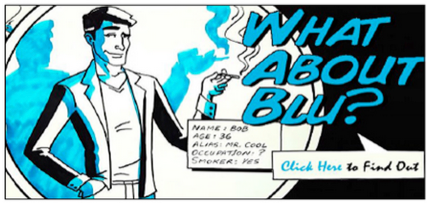 WHAT
ABOUT
BLU?
NAME: BOB
AGE: 36
ALIAS: MR. COOL
OCCUPATION: ?
SMOKER: YES
Click Here to Find Out